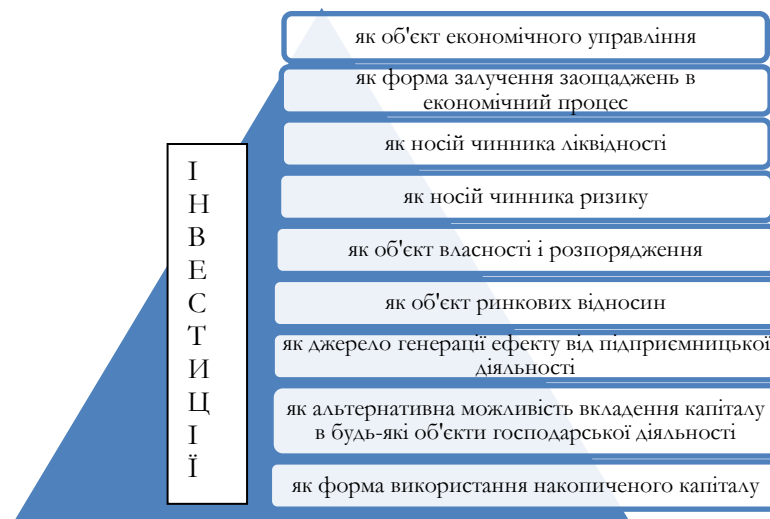 ІНВЕСТИЦІЇ
як об'єкт економічного управління
як форма залучення заощаджень в
економічний процес
як носій чинника ліквідності
як носій чинника ризику
як об'єкт власності і розпорядження
як об'єкт ринкових відносин
як джерело генерації ефекту від підприємницької
діяльності
як альтернативна можливість вкладення капіталу
в будь-які об'єкти господарської діяльності
як форма використання накопиченого капіталу